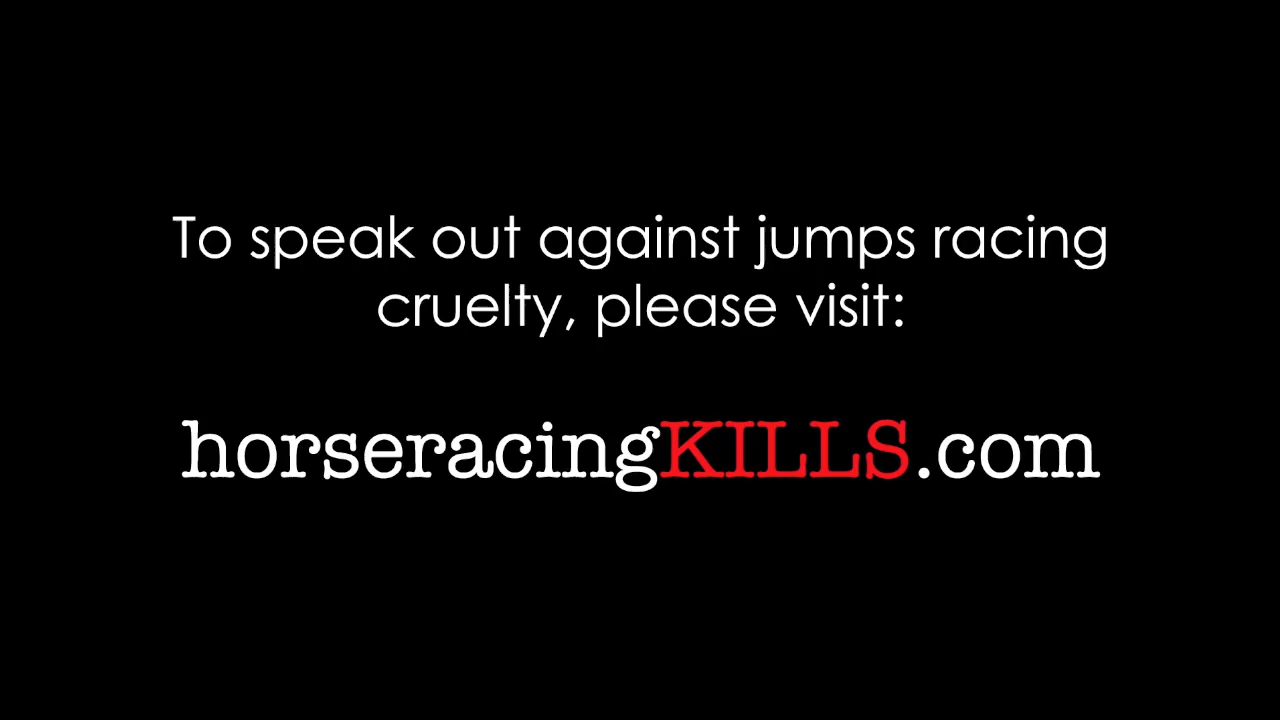 To speak out against jumps racing
cruelty, please visit:
horseracingKILLS.com